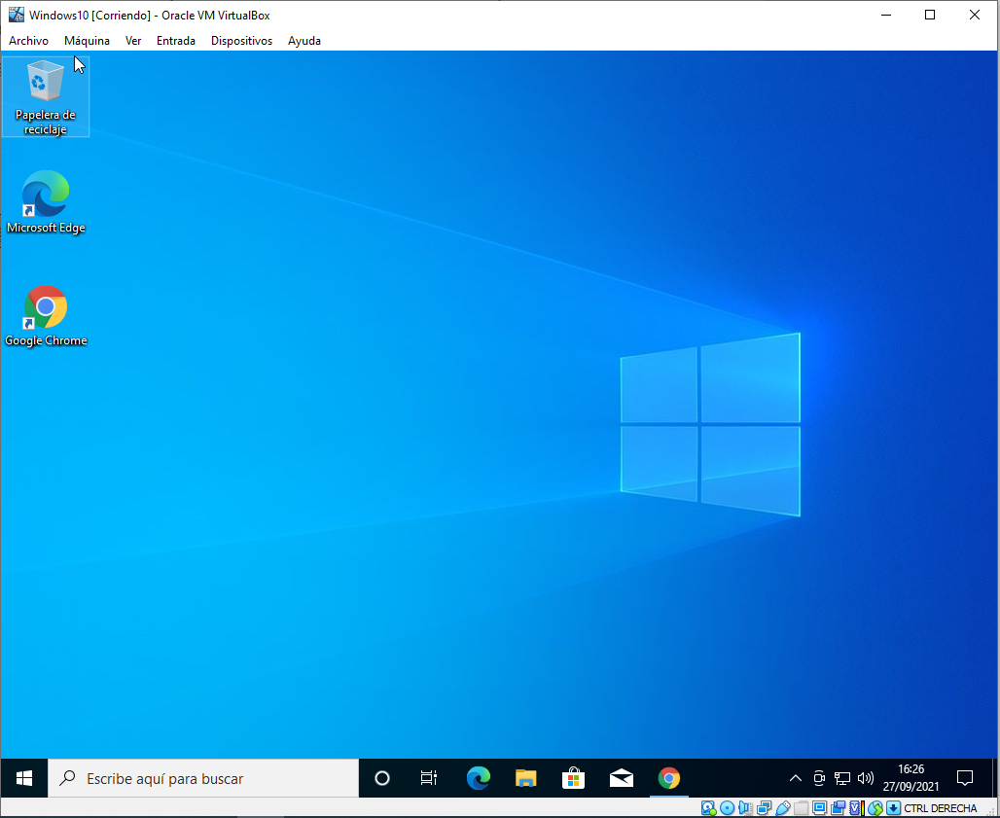 Windows10 [Corriendo] - Oracle VM VirtualBox
Archivo Máquina Ver Entrada Dispositivos Ayuda
Papelera de
reciclaje
Microsoft Edge
Google Chrome
Escribe aquí para buscar
16:26
27/09/2021
CTRL DERECHA